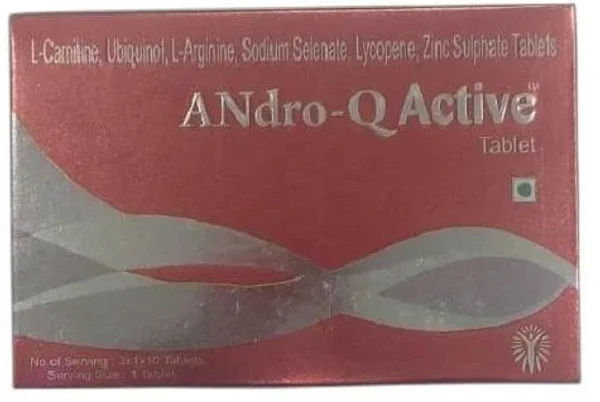 L-Carnitine, Ubiquinol, L-Arginine, Sodium Selenate, Lycopene, Zinc Sulphate Tablets
ANdro-Q Active™
Tablet
No.of Serving : 3x1x10 Tablets
Serving Size : 1 Tablet